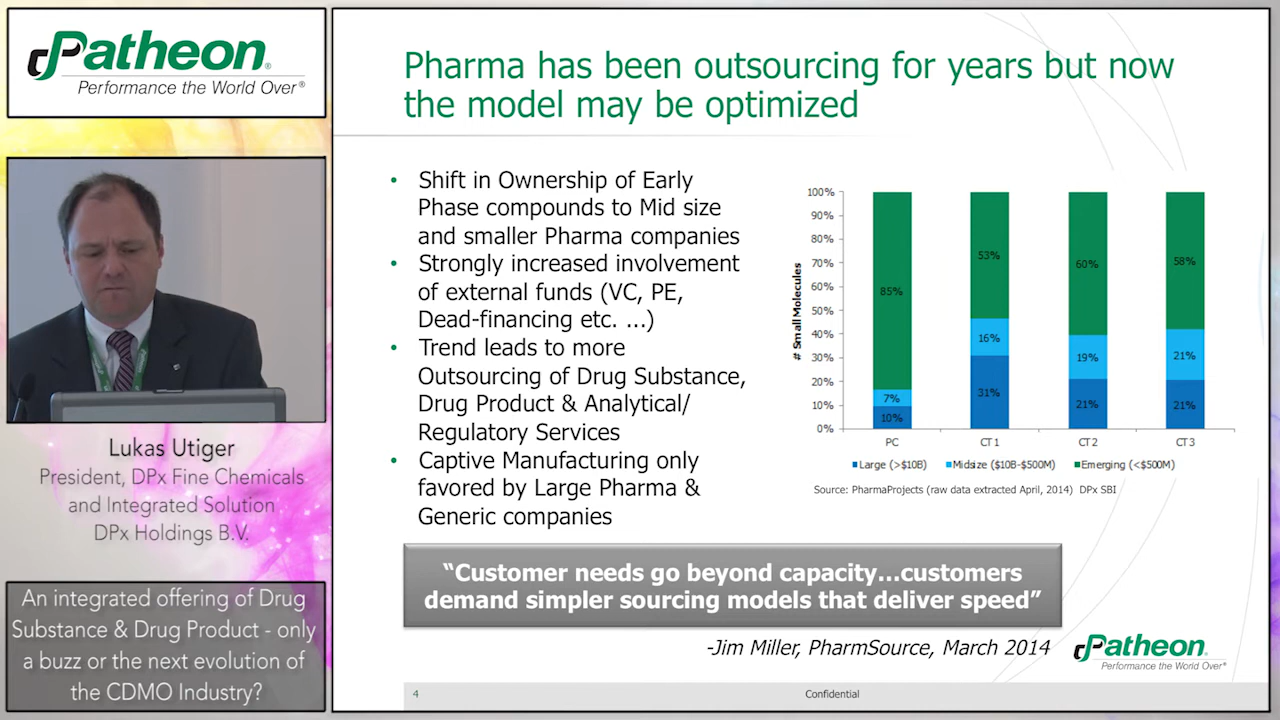 Patheon®
Performance the World Over®
Lukas Utiger
President, DPx Fine Chemicals
and Integrated Solution
DPx Holdings B.V.
An integrated offering of Drug
Substance & Drug Product - only
a buzz or the next evolution of
the CDMO Industry?
Pharma has been outsourcing for years but now
the model may be optimized
• Shift in Ownership of Early
Phase compounds to Mid size
and smaller Pharma companies
• Strongly increased involvement
of external funds (VC, PE,
Dead-financing etc. ...)
• Trend leads to more
Outsourcing of Drug Substance,
Drug Product & Analytical/
Regulatory Services
• Captive Manufacturing only
favored by Large Pharma &
Generic companies
# Small Molecules
100%
90%
80%
70%
60%
50%
40%
30%
20%
10%
0%
85%
7%
10%
53%
16%
31%
60%
19%
21%
58%
21%
21%
PC CT 1 CT 2 CT 3
Large (>$10B) Midsize ($10B-$500M) Emerging (<$500M)
Source: PharmaProjects (raw data extracted April, 2014) DPx SBI
“Customer needs go beyond capacity...customers
demand simpler sourcing models that deliver speed”
-Jim Miller, PharmSource, March 2014
Patheon®
Performance the World Over®
4 Confidential